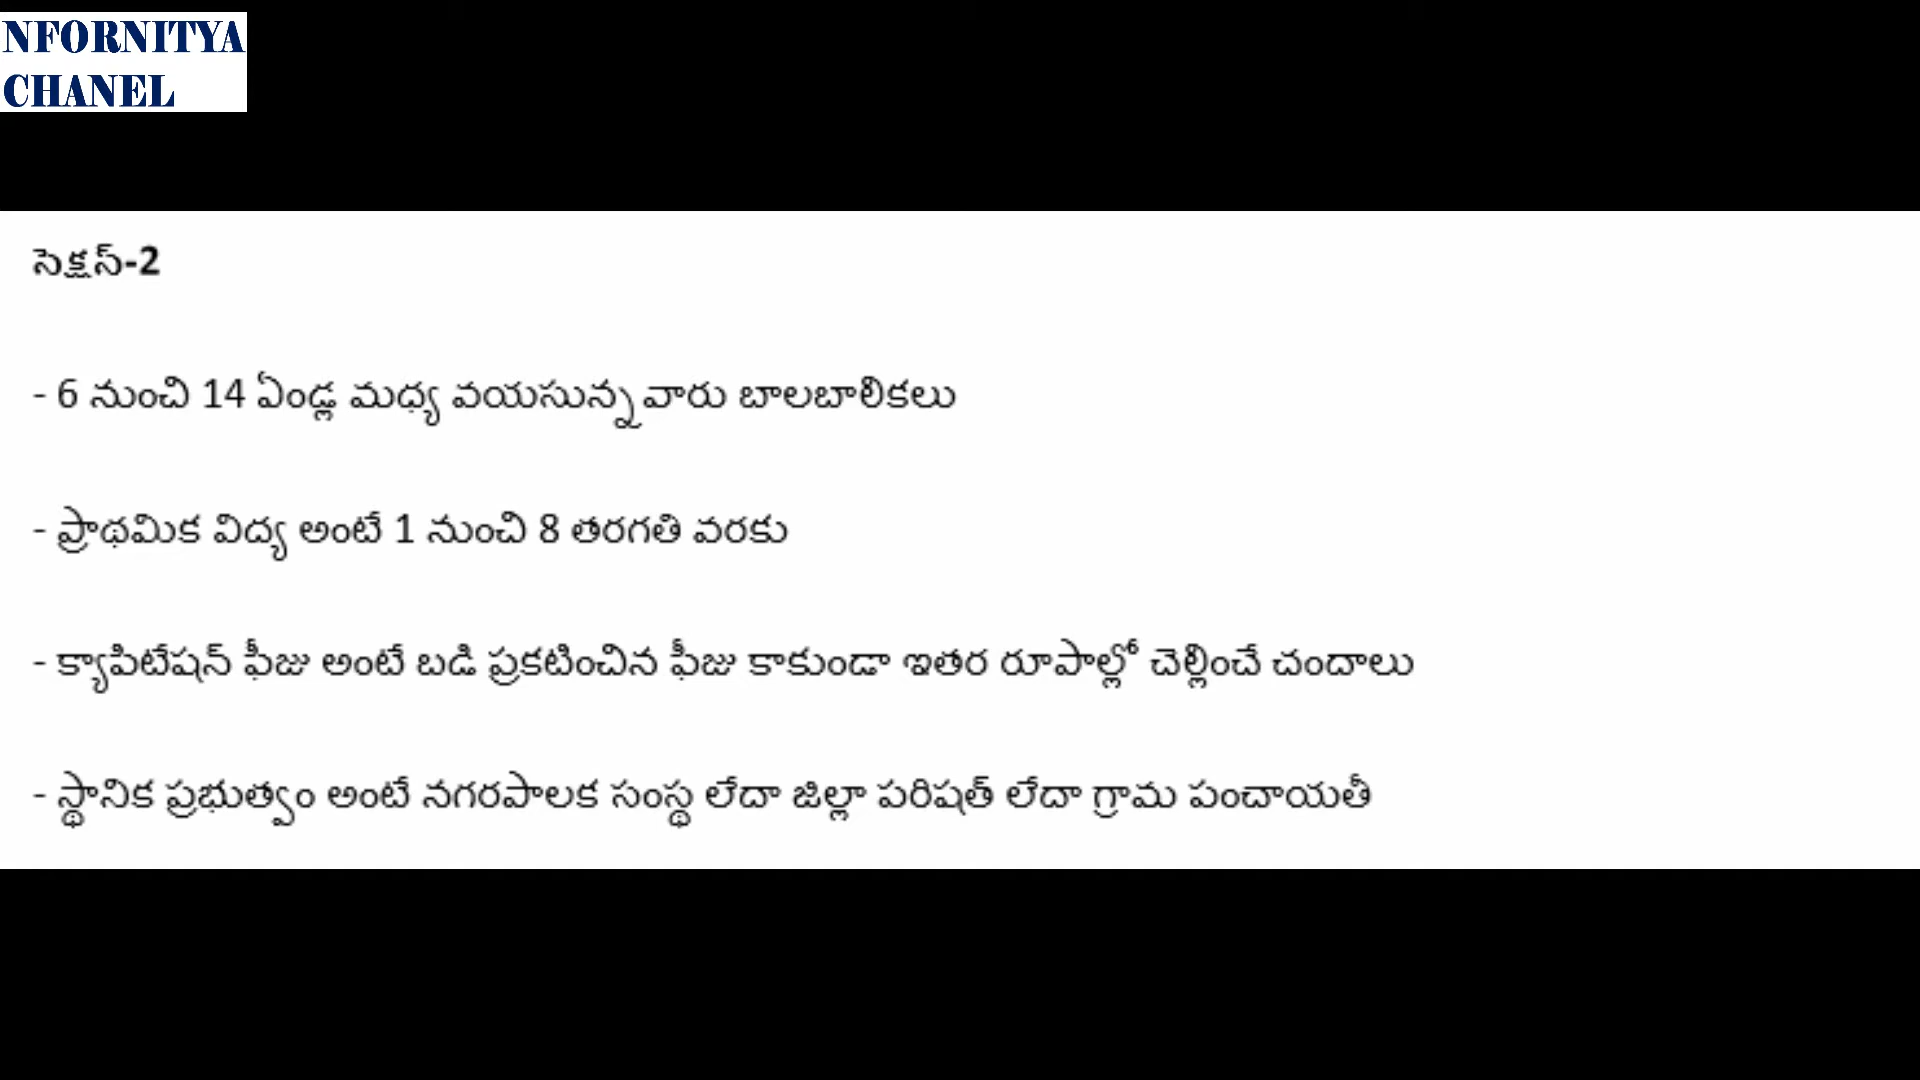 NFORNITYA
CHANEL
సెక్షన్-2
- 6 నుంచి 14 ఏండ్ల మధ్య వయసున్నవారు బాలబాలికలు
- ప్రాథమిక విద్య అంటే 1 నుంచి 8 తరగతి వరకు
- క్యాపిటేషన్ ఫీజు అంటే బడి ప్రకటించిన ఫీజు కాకుండా ఇతర రూపాల్లో చెల్లించే చందాలు
- స్థానిక ప్రభుత్వం అంటే నగరపాలక సంస్థ లేదా జిల్లా పరిషత్ లేదా గ్రామ పంచాయతీ